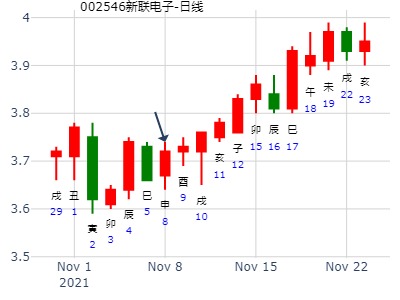 002546新联电子-日线
4
3.9
3.8
3.7
3.6
3.5
戌
29
丑
1
寅
2
卯
3
辰
4
巳
5
申
8
酉
9
戌
10
亥
11
子
12
卯
15
辰
16
巳
17
午
18
未
19
戌
22
亥
23
Nov 1
2021
Nov 8
Nov 15
Nov 22